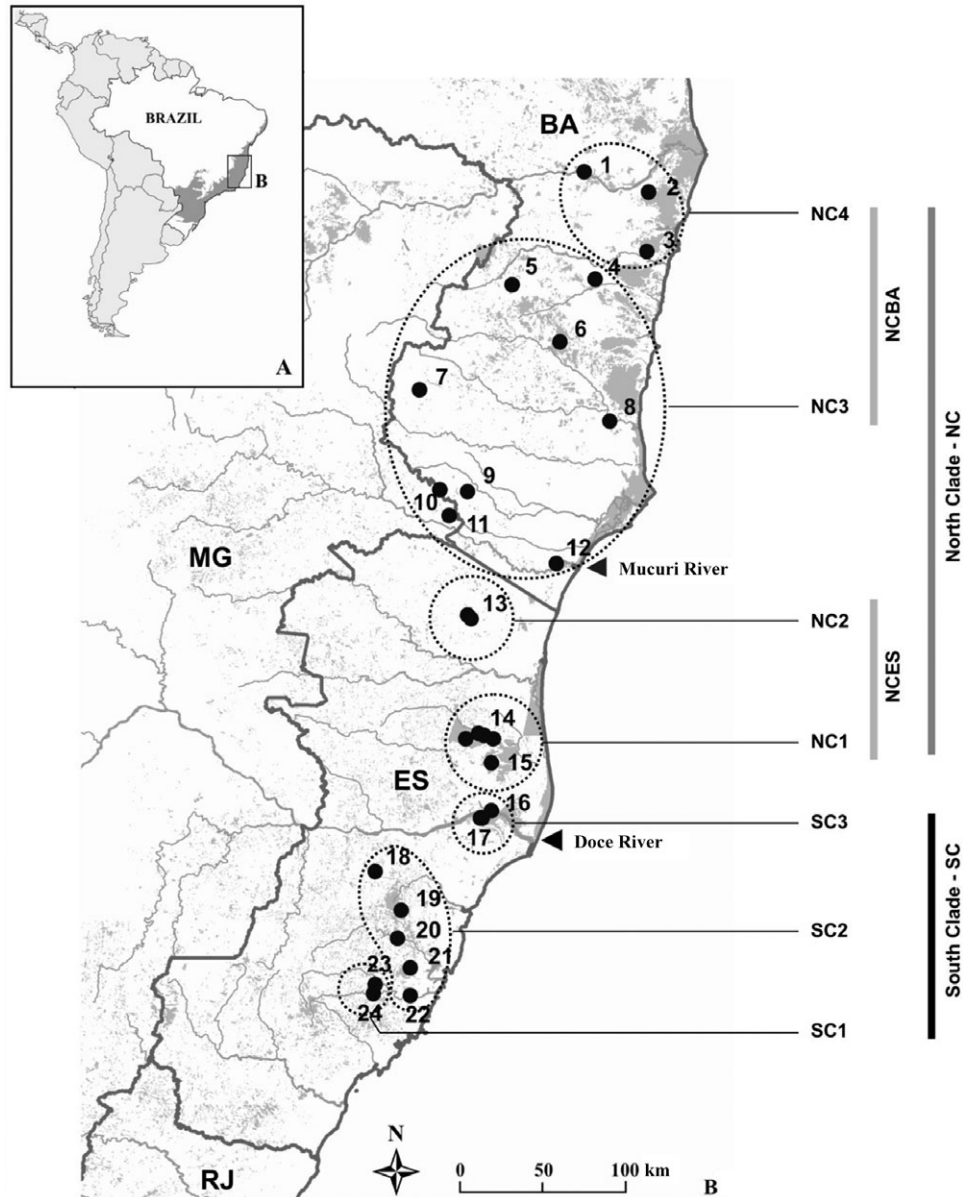 BRAZIL
B
A
BA
1
2
NC4
3
5
4
NCBA
6
7
NC3
8
9
10
11
North Clade - NC
MG
12
Mucuri River
13
NC2
NCES
14
NC1
15
ES
16
SC3
17
Doce River
18
19
20
SC2
21
23
22
24
SC1
South Clade - SC
N
0 50 100 km
B
RJ